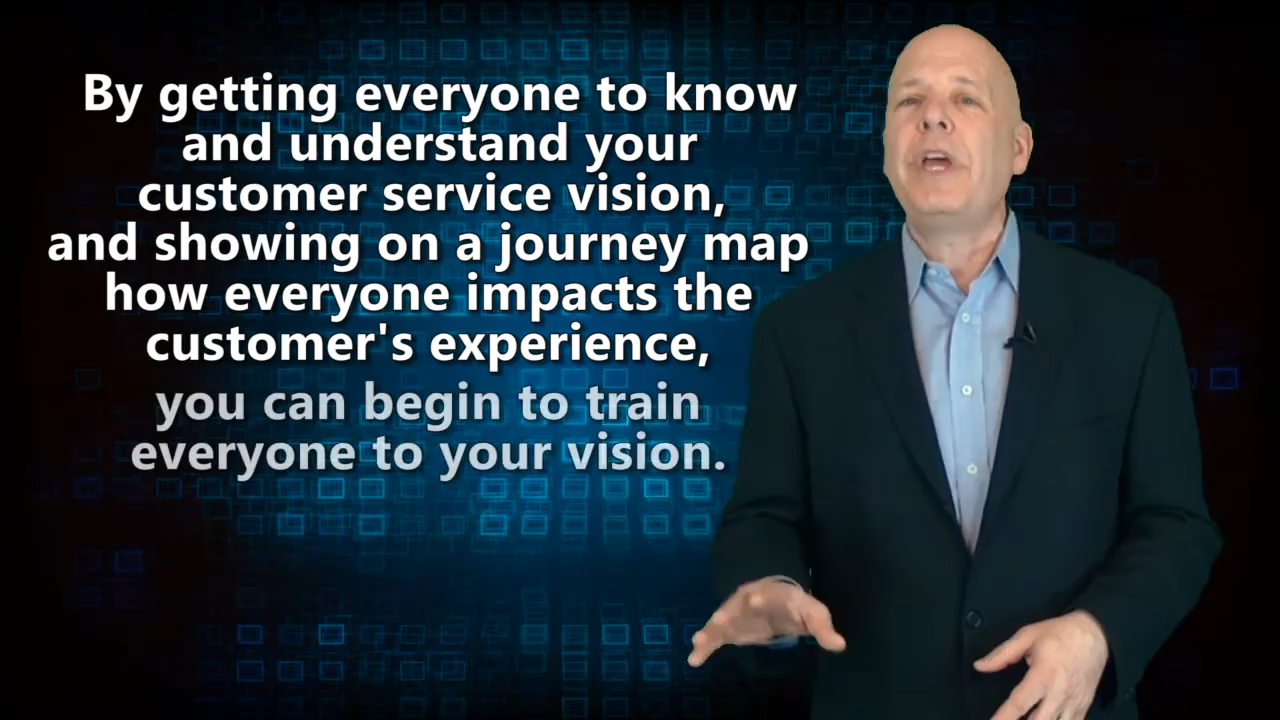 By getting everyone to know
and understand your
customer service vision,
and showing on a journey map
how everyone impacts the
customer's experience,
you can begin to train
everyone to your vision.